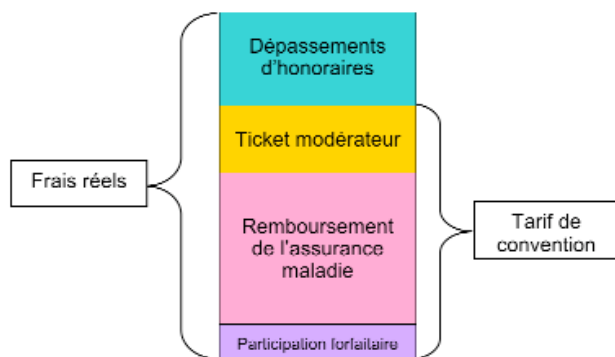 Dépassements
d'honoraires
Ticket modérateur
Frais réels
Remboursement
de l'assurance
maladie
Tarif de
convention
Participation forfaitaire